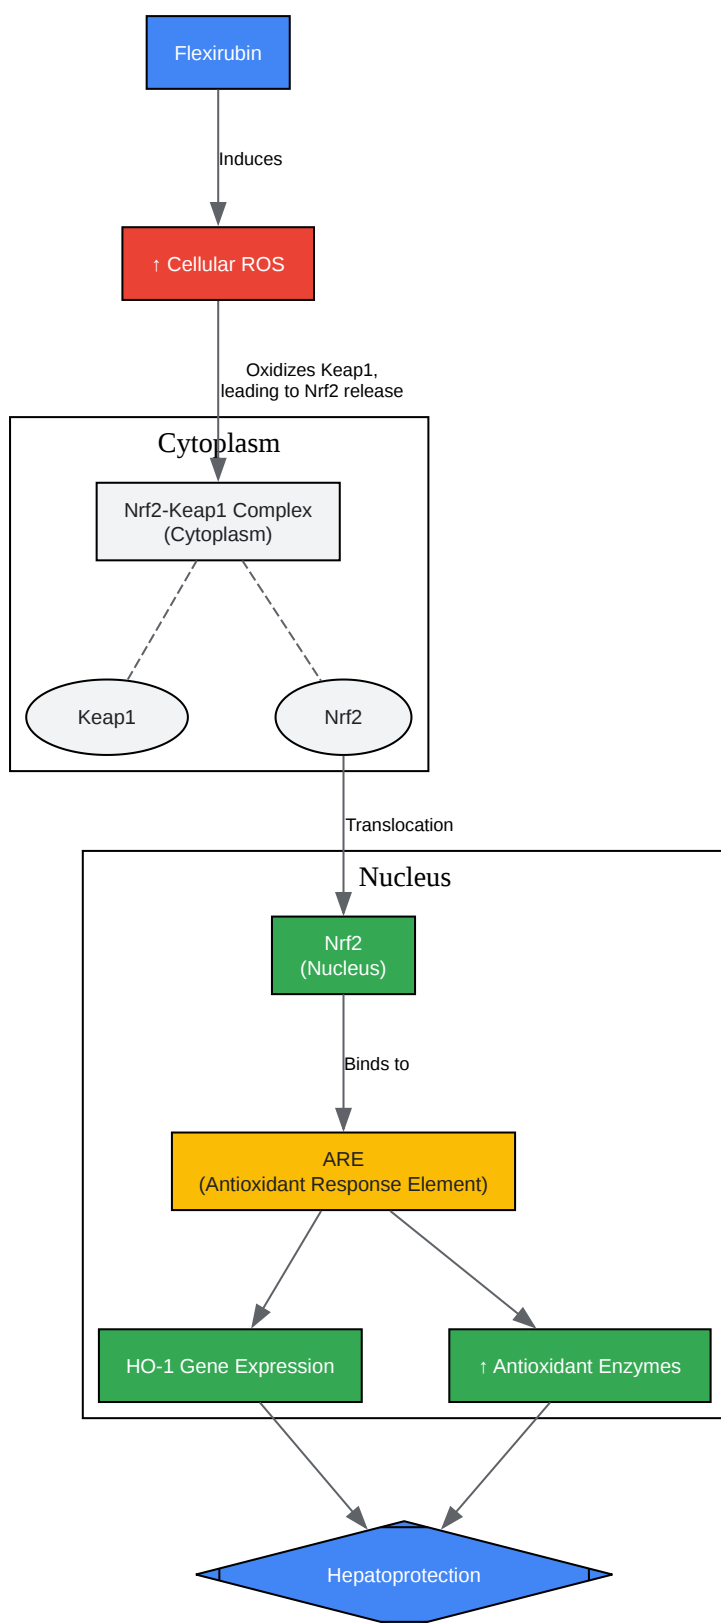 Flexirubin
Induces
↑ Cellular ROS
Oxidizes Keap1,
leading to Nrf2 release
Cytoplasm
Nrf2-Keap1 Complex
(Cytoplasm)
Keap1
Nrf2
Translocation
Nucleus
Nrf2
(Nucleus)
Binds to
ARE
(Antioxidant Response Element)
HO-1 Gene Expression
↑ Antioxidant Enzymes
Hepatoprotection